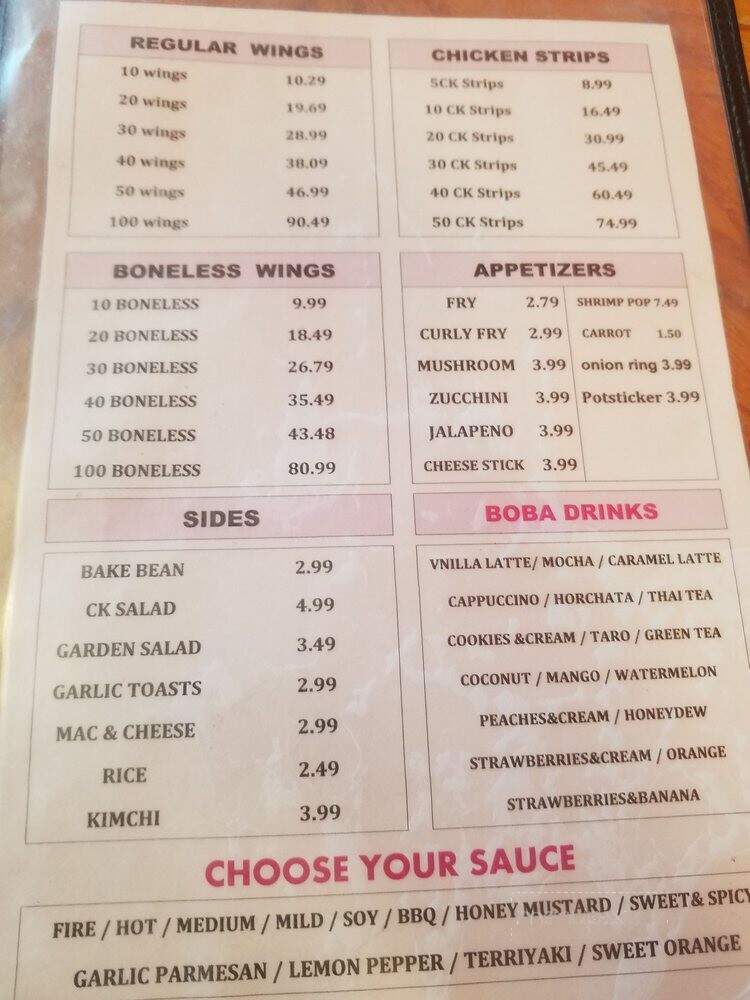 REGULAR WINGS
10 wings 10.29
20 wings 19.69
30 wings 28.99
40 wings 38.09
50 wings 46.99
100 wings 90.49
CHICKEN STRIPS
5CK Strips 8.99
10 CK Strips 16.49
20 CK Strips 30.99
30 CK Strips 45.49
40 CK Strips 60.49
50 CK Strips 74.99
BONELESS WINGS
10 BONELESS 9.99
20 BONELESS 18.49
30 BONELESS 26.79
40 BONELESS 35.49
50 BONELESS 43.48
100 BONELESS 80.99
APPETIZERS
FRY 2.79 SHRIMP POP 7.49
CURLY FRY 2.99 CARROT 1.50
MUSHROOM 3.99 onion ring 3.99
ZUCCHINI 3.99 Potsticker 3.99
JALAPENO 3.99
CHEESE STICK 3.99
SIDES
BAKE BEAN 2.99
CK SALAD 4.99
GARDEN SALAD 3.49
GARLIC TOASTS 2.99
MAC & CHEESE 2.99
RICE 2.49
KIMCHI 3.99
BOBA DRINKS
VNILLA LATTE/ MOCHA / CARAMEL LATTE
CAPPUCCINO / HORCHATA / THAI TEA
COOKIES &CREAM / TARO / GREEN TEA
COCONUT / MANGO / WATERMELON
PEACHES&CREAM / HONEYDEW
STRAWBERRIES&CREAM / ORANGE
STRAWBERRIES&BANANA
CHOOSE YOUR SAUCE
FIRE / HOT / MEDIUM / MILD / SOY / BBQ / HONEY MUSTARD / SWEET& SPICY
GARLIC PARMESAN / LEMON PEPPER / TERRIYAKI / SWEET ORANGE